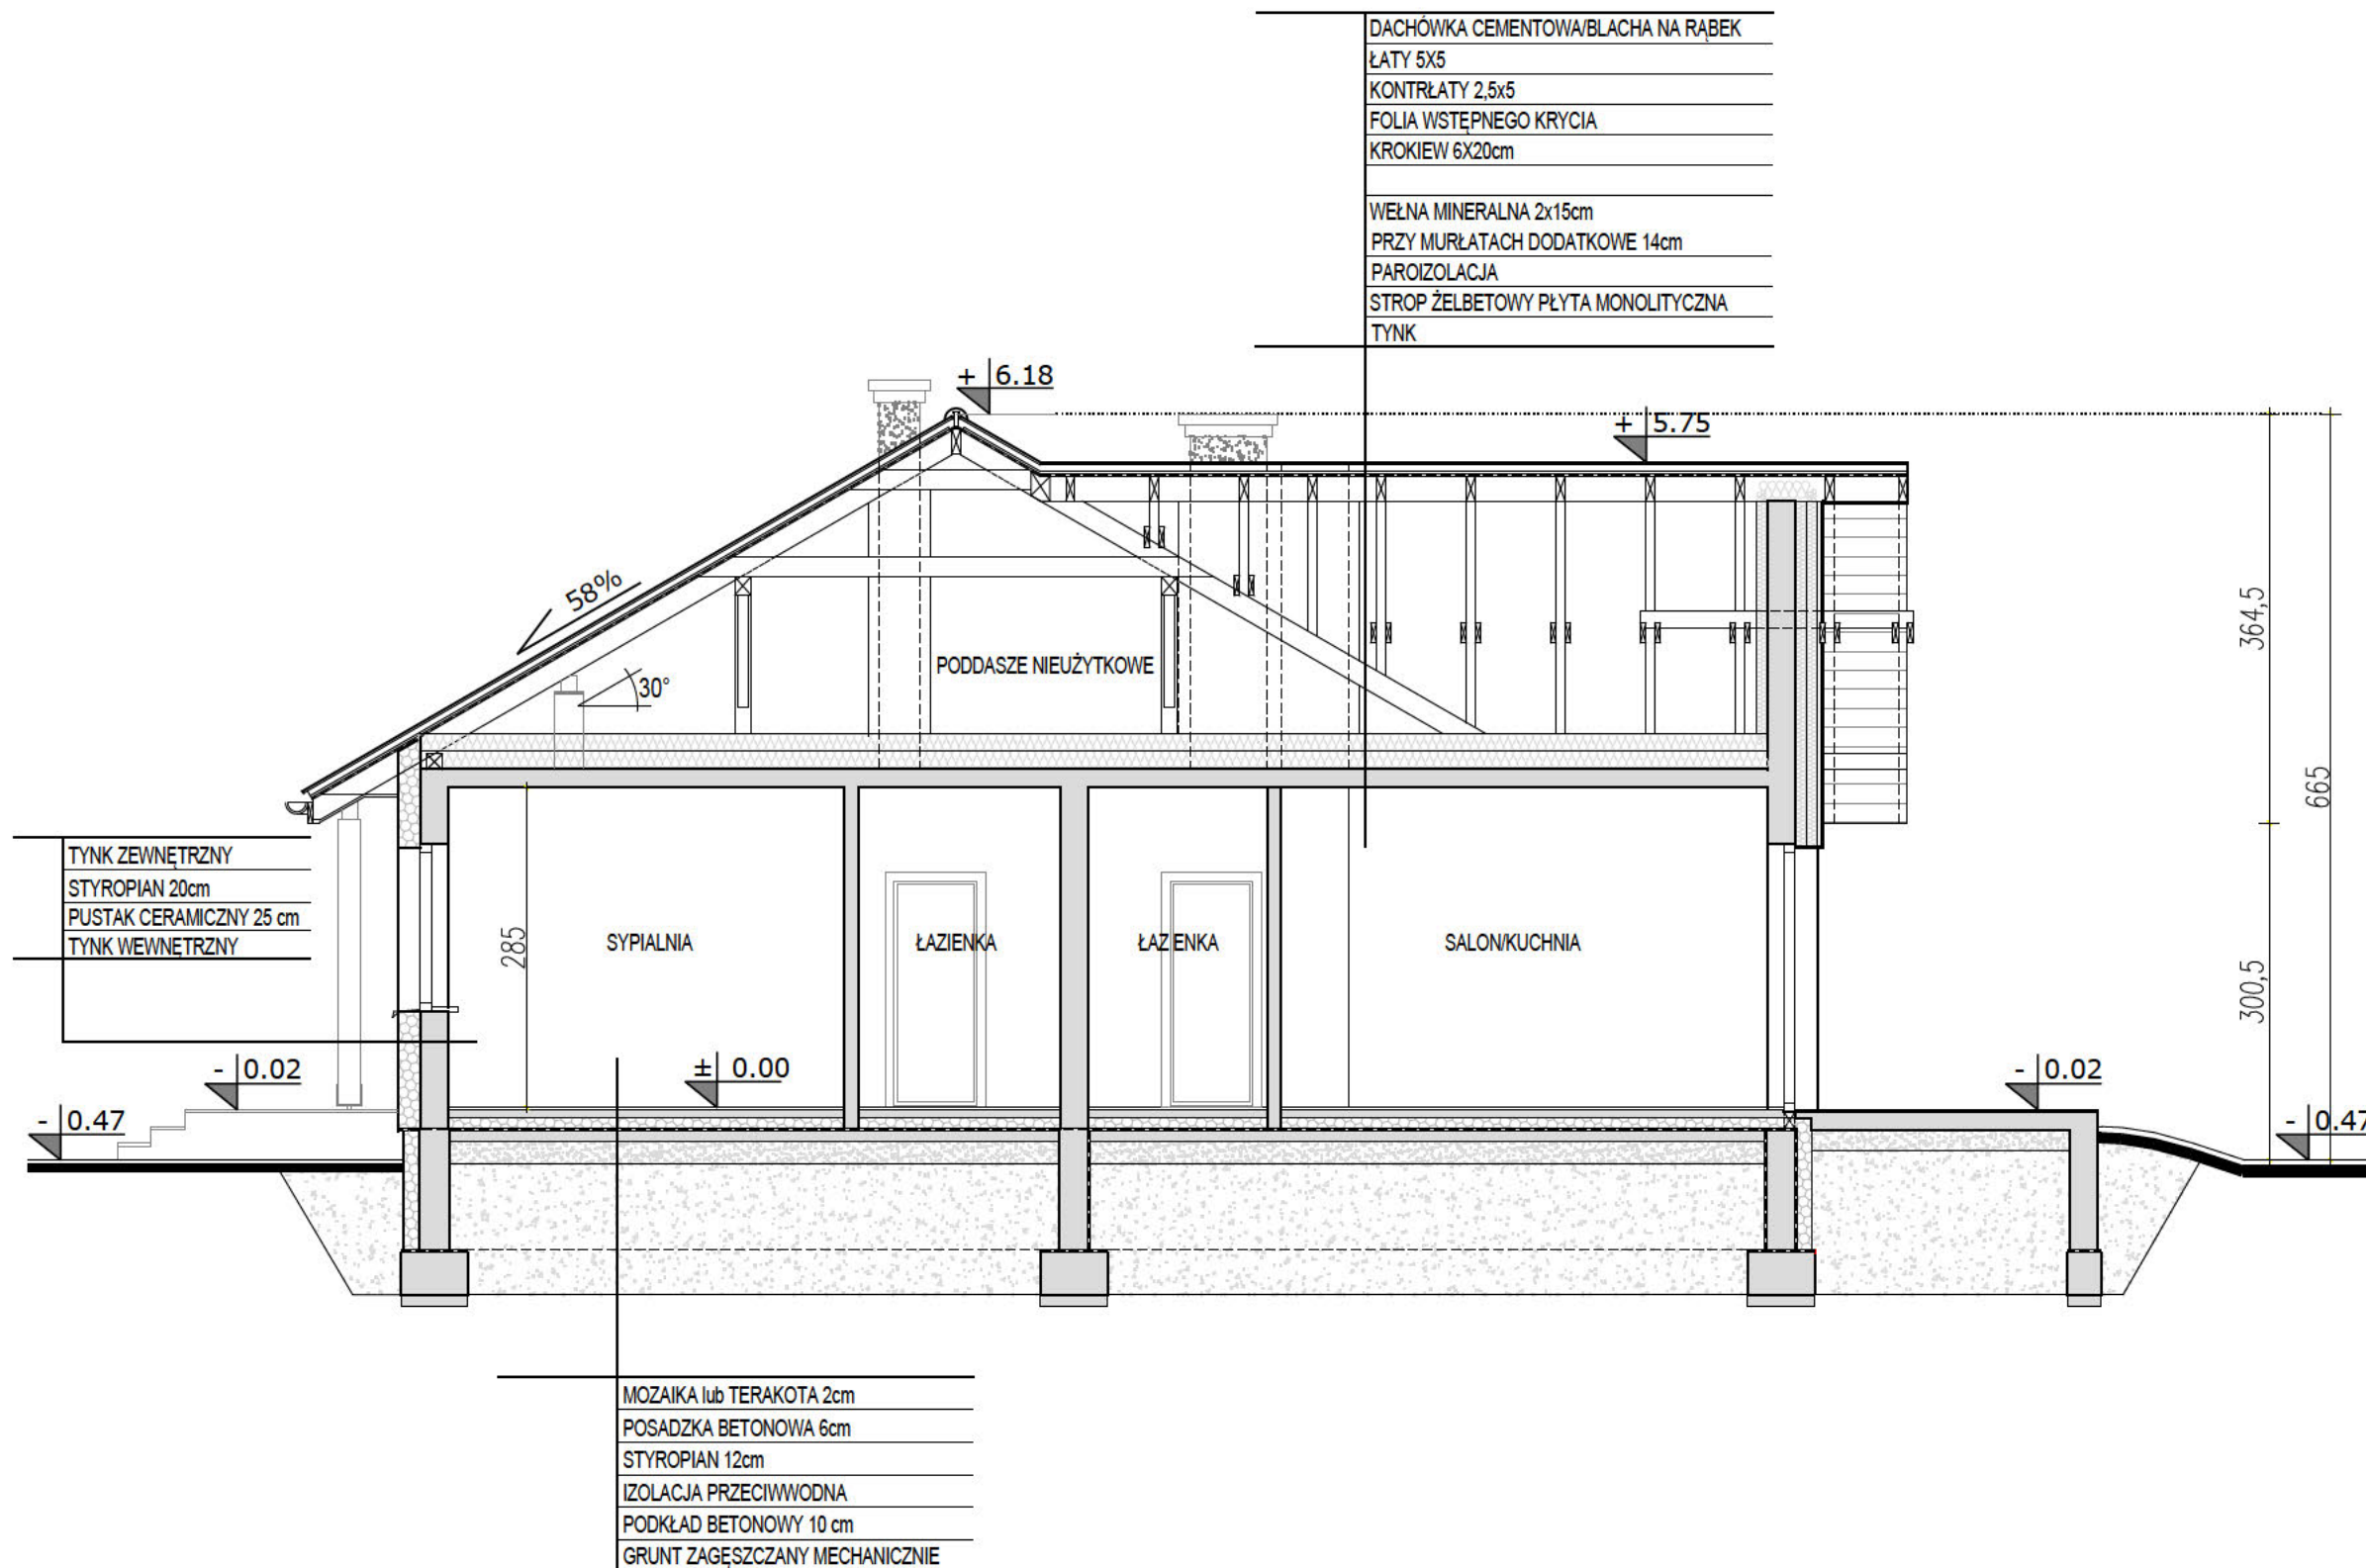 DACHÓWKA CEMENTOWA/BLACHA NA RĄBEK
ŁATY 5X5
KONTRŁATY 2,5x5
FOLIA WSTĘPNEGO KRYCIA
KROKIEW 6X20cm
WEŁNA MINERALNA 2x15cm
PRZY MURŁATACH DODATKOWE 14cm
PAROIZOLACJA
STROP ŻELBETOWY PŁYTA MONOLITYCZNA
TYNK
+ 6.18
+ 5.75
58%
30°
PODDASZE NIEUŻYTKOWE
364,5
665
300,5
TYNK ZEWNĘTRZNY
STYROPIAN 20cm
PUSTAK CERAMICZNY 25 cm
TYNK WEWNĘTRZNY
285
SYPIALNIA
ŁAZIENKA
ŁAZIENKA
SALON/KUCHNIA
- 0.02
± 0.00
- 0.02
- 0.47
- 0.47
MOZAIKA lub TERAKOTA 2cm
POSADZKA BETONOWA 6cm
STYROPIAN 12cm
IZOLACJA PRZECIWWODNA
PODKŁAD BETONOWY 10 cm
GRUNT ZAGĘSZCZANY MECHANICZNIE